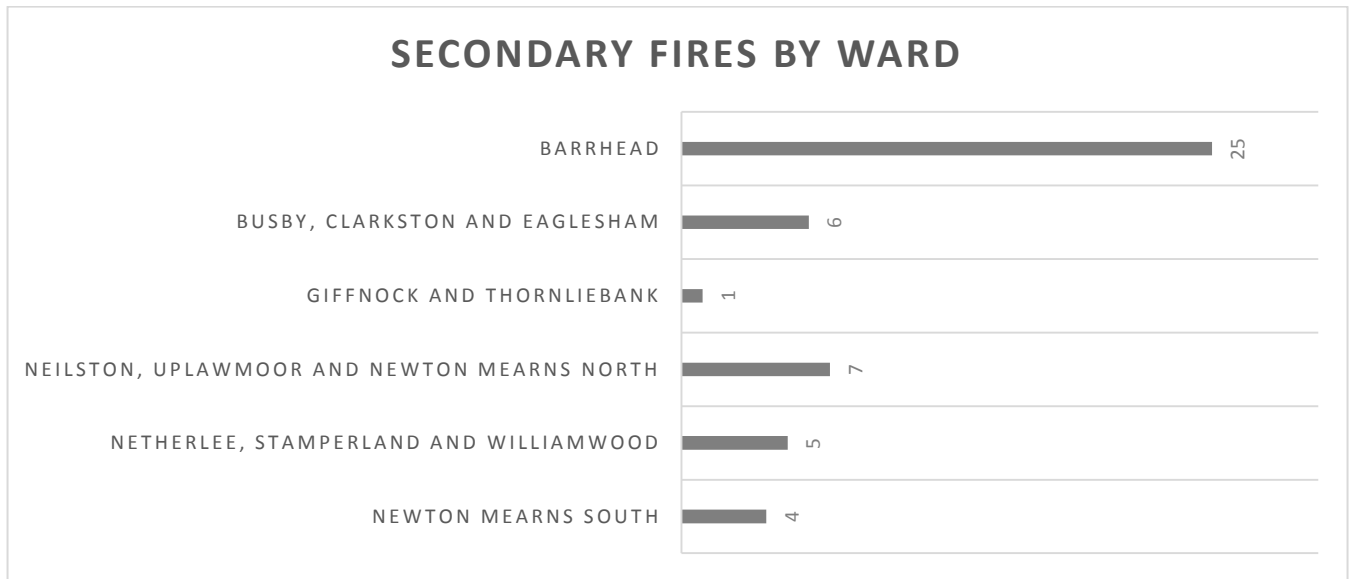 SECONDARY FIRES BY WARD
BARRHEAD 25
BUSBY, CLARKSTON AND EAGLESHAM 6
GIFFNOCK AND THORNLIEBANK 1
NEILSTON, UPLAWMOOR AND NEWTON MEARNS NORTH 7
NETHERLEE, STAMPERLAND AND WILLIAMWOOD 5
NEWTON MEARNS SOUTH 4